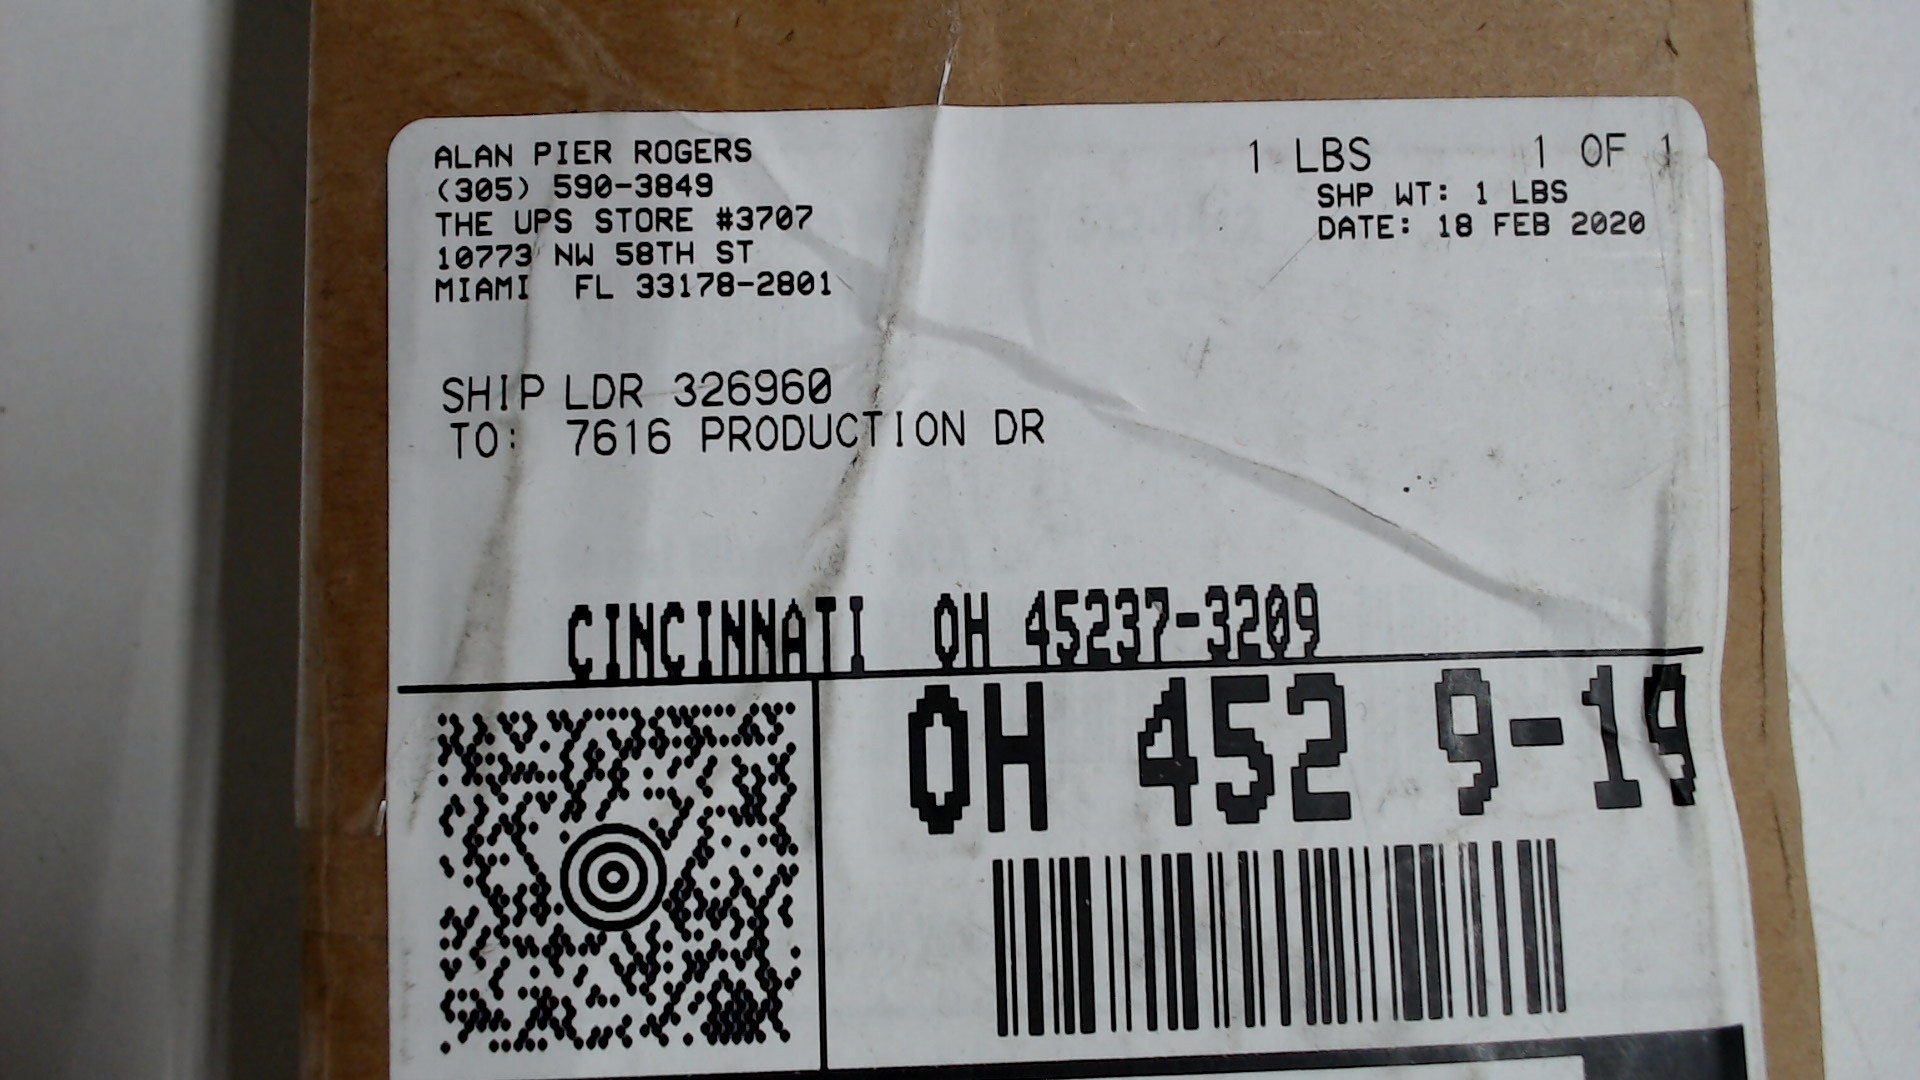 ALAN PIER ROGERS
(305) 590-3849
THE UPS STORE #3707
10773 NW 58TH ST
MIAMI FL 33178-2801
1 LBS 1 OF 1
SHP WT: 1 LBS
DATE: 18 FEB 2020
SHIP LDR 326960
TO: 7616 PRODUCTION DR
CINCINNATI OH 45237-3209
OH 452 9-19